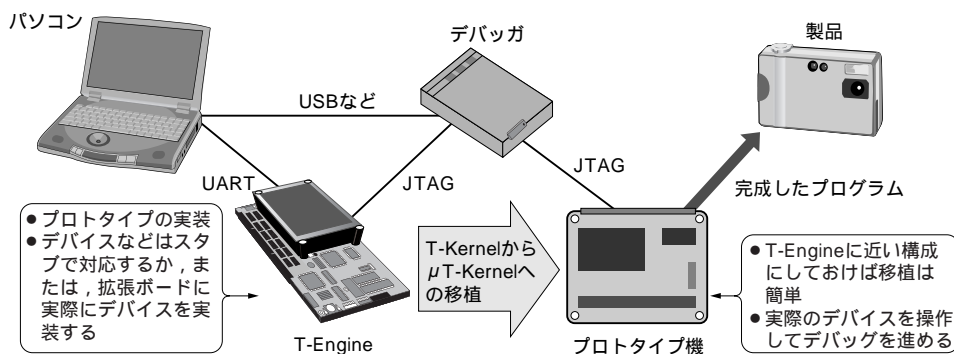 パソコン
デバッガ
製品
USBなど
UART
JTAG
JTAG
完成したプログラム
●プロトタイプの実装
●デバイスなどはスタ
ブで対応するか，ま
たは，拡張ボードに
実際にデバイスを実
装する
T-Kernelから
μT-Kernelへ
の移植
●T-Engineに近い構成
にしておけば移植は
簡単
●実際のデバイスを操作
してデバッグを進める
T-Engine
プロトタイプ機